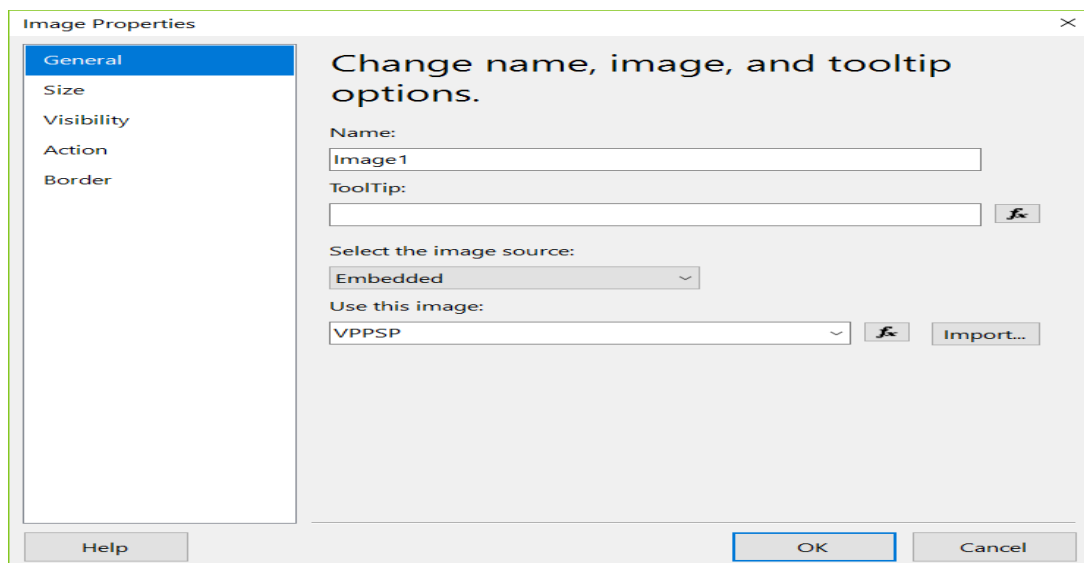 Image Properties
General
Size
Visibility
Action
Border
Change name, image, and tooltip
options.
Name:
Image1
ToolTip:
fx
Select the image source:
Embedded
Use this image:
VPPSP
fx
Import...
Help
OK
Cancel